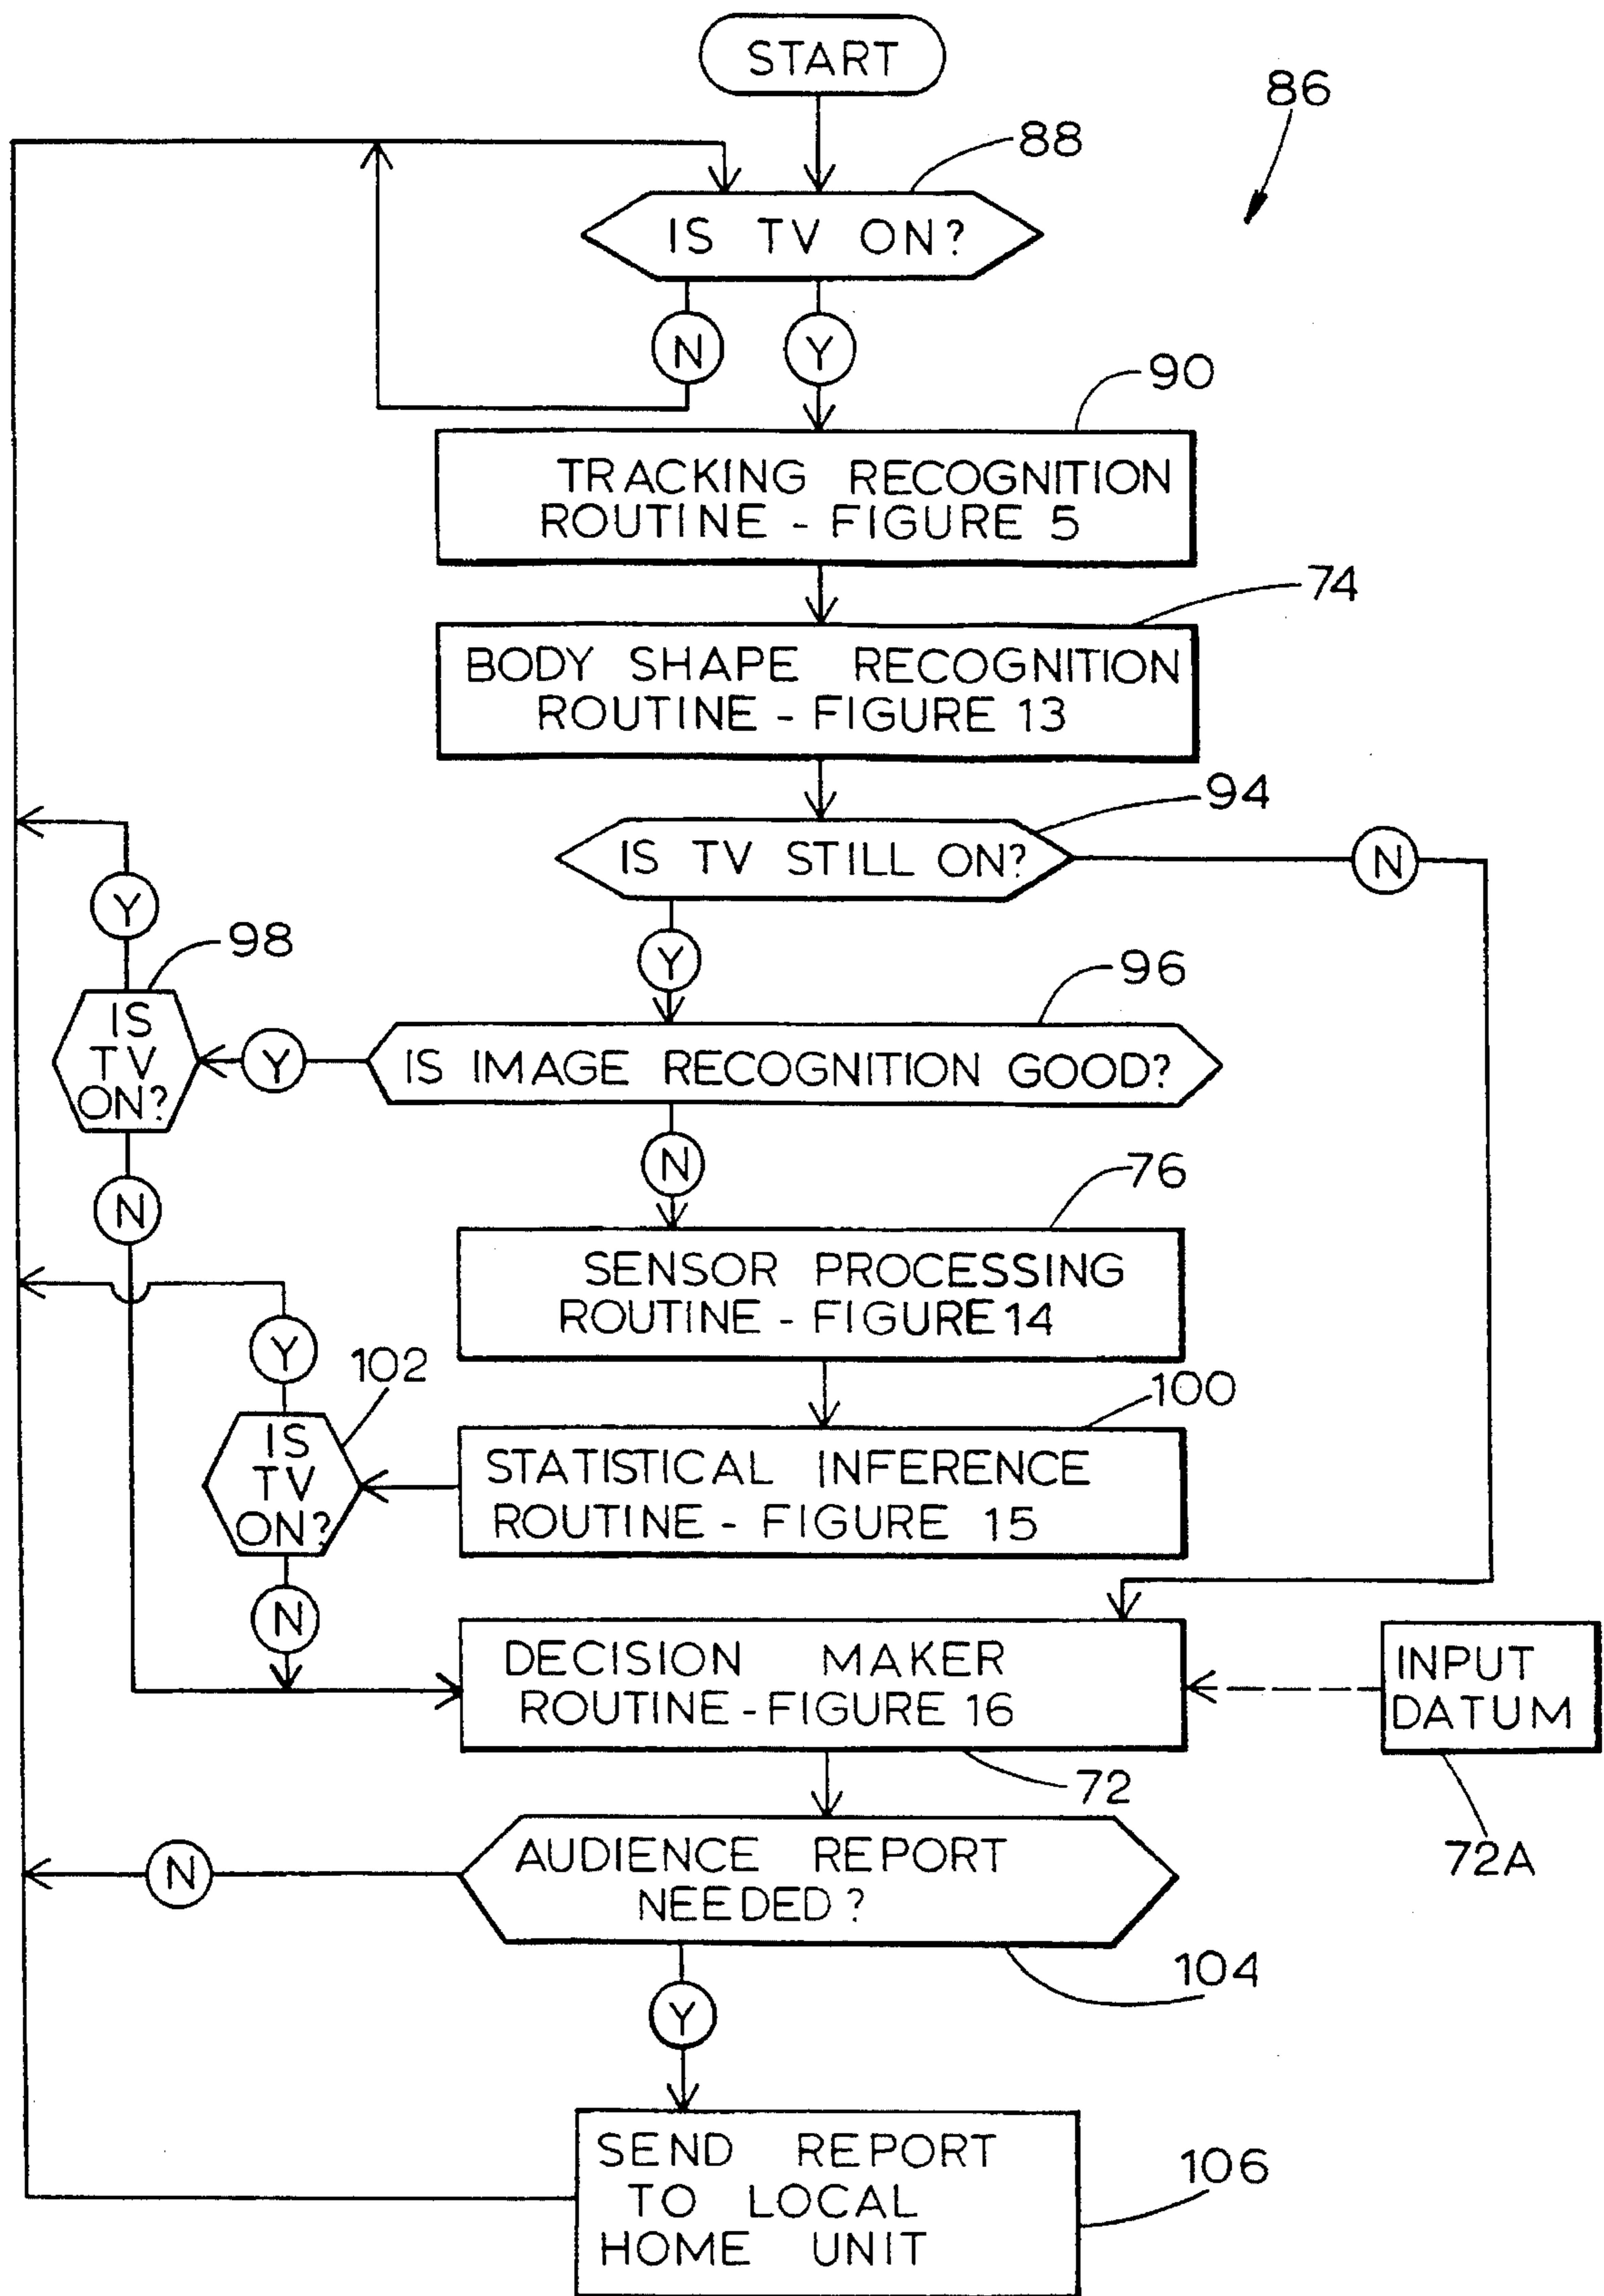 START
86
88
IS TV ON?
N
Y
90
TRACKING RECOGNITION
ROUTINE - FIGURE 5
74
BODY SHAPE RECOGNITION
ROUTINE - FIGURE 13
94
IS TV STILL ON?
N
Y
Y
98
96
IS
TV
ON?
Y
IS IMAGE RECOGNITION GOOD?
N
N
76
SENSOR PROCESSING
ROUTINE - FIGURE 14
Y
102
100
IS
TV
ON?
STATISTICAL INFERENCE
ROUTINE - FIGURE 15
N
DECISION MAKER
ROUTINE - FIGURE 16
INPUT
DATUM
72
72A
N
AUDIENCE REPORT
NEEDED?
104
Y
SEND REPORT
TO LOCAL
HOME UNIT
106